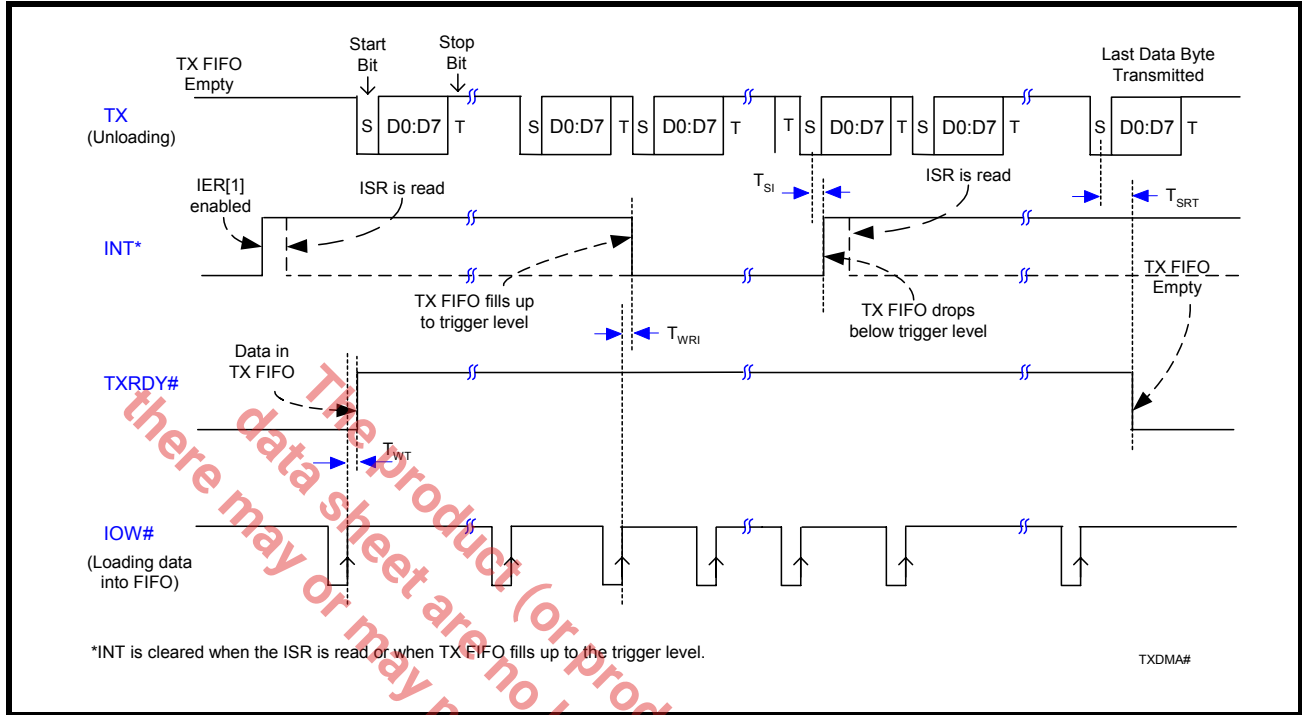 Start
Bit
Stop
Bit
TX FIFO
Empty
Last Data Byte
Transmitted
TX
(Unloading)
S D0:D7 T
S D0:D7 T S D0:D7 T
T S D0:D7 T S D0:D7 T
S D0:D7 T
IER[1]
enabled
ISR is read
TSI
ISR is read
TSRT
INT*
TX FIFO fills up
to trigger level
TX FIFO drops
below trigger level
TX FIFO
Empty
TWRI
Data in
TX FIFO
TXRDY#
TWT
IOW#
(Loading data
into FIFO)
*INT is cleared when the ISR is read or when TX FIFO fills up to the trigger level.
TXDMA#
The product (or prod
data sheet are no
there may or may